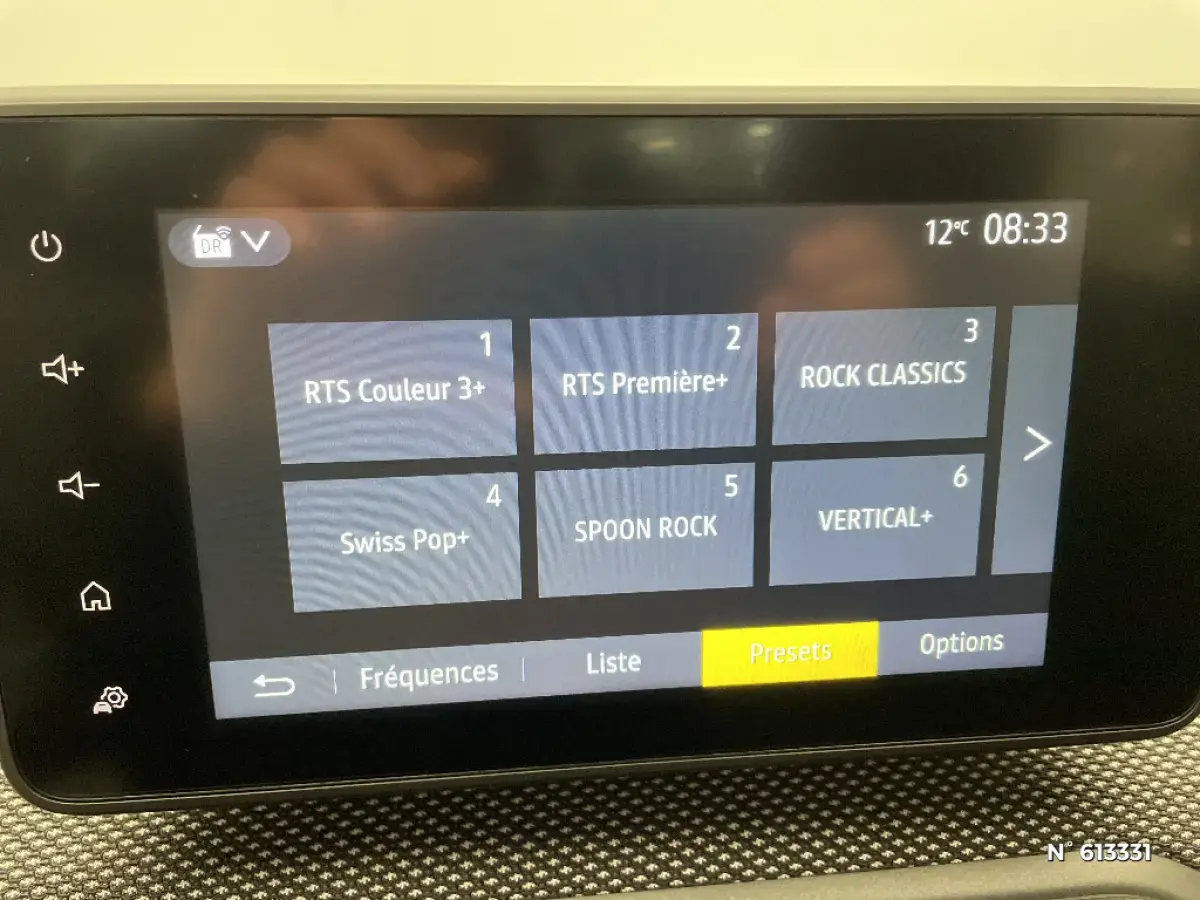 DR
12°C 08:33
1
RTS Couleur 3+
2
RTS Première+
3
ROCK CLASSICS
4
Swiss Pop+
5
SPOON ROCK
6
VERTICAL+
Fréquences
Liste
Presets
Options
N° 613331